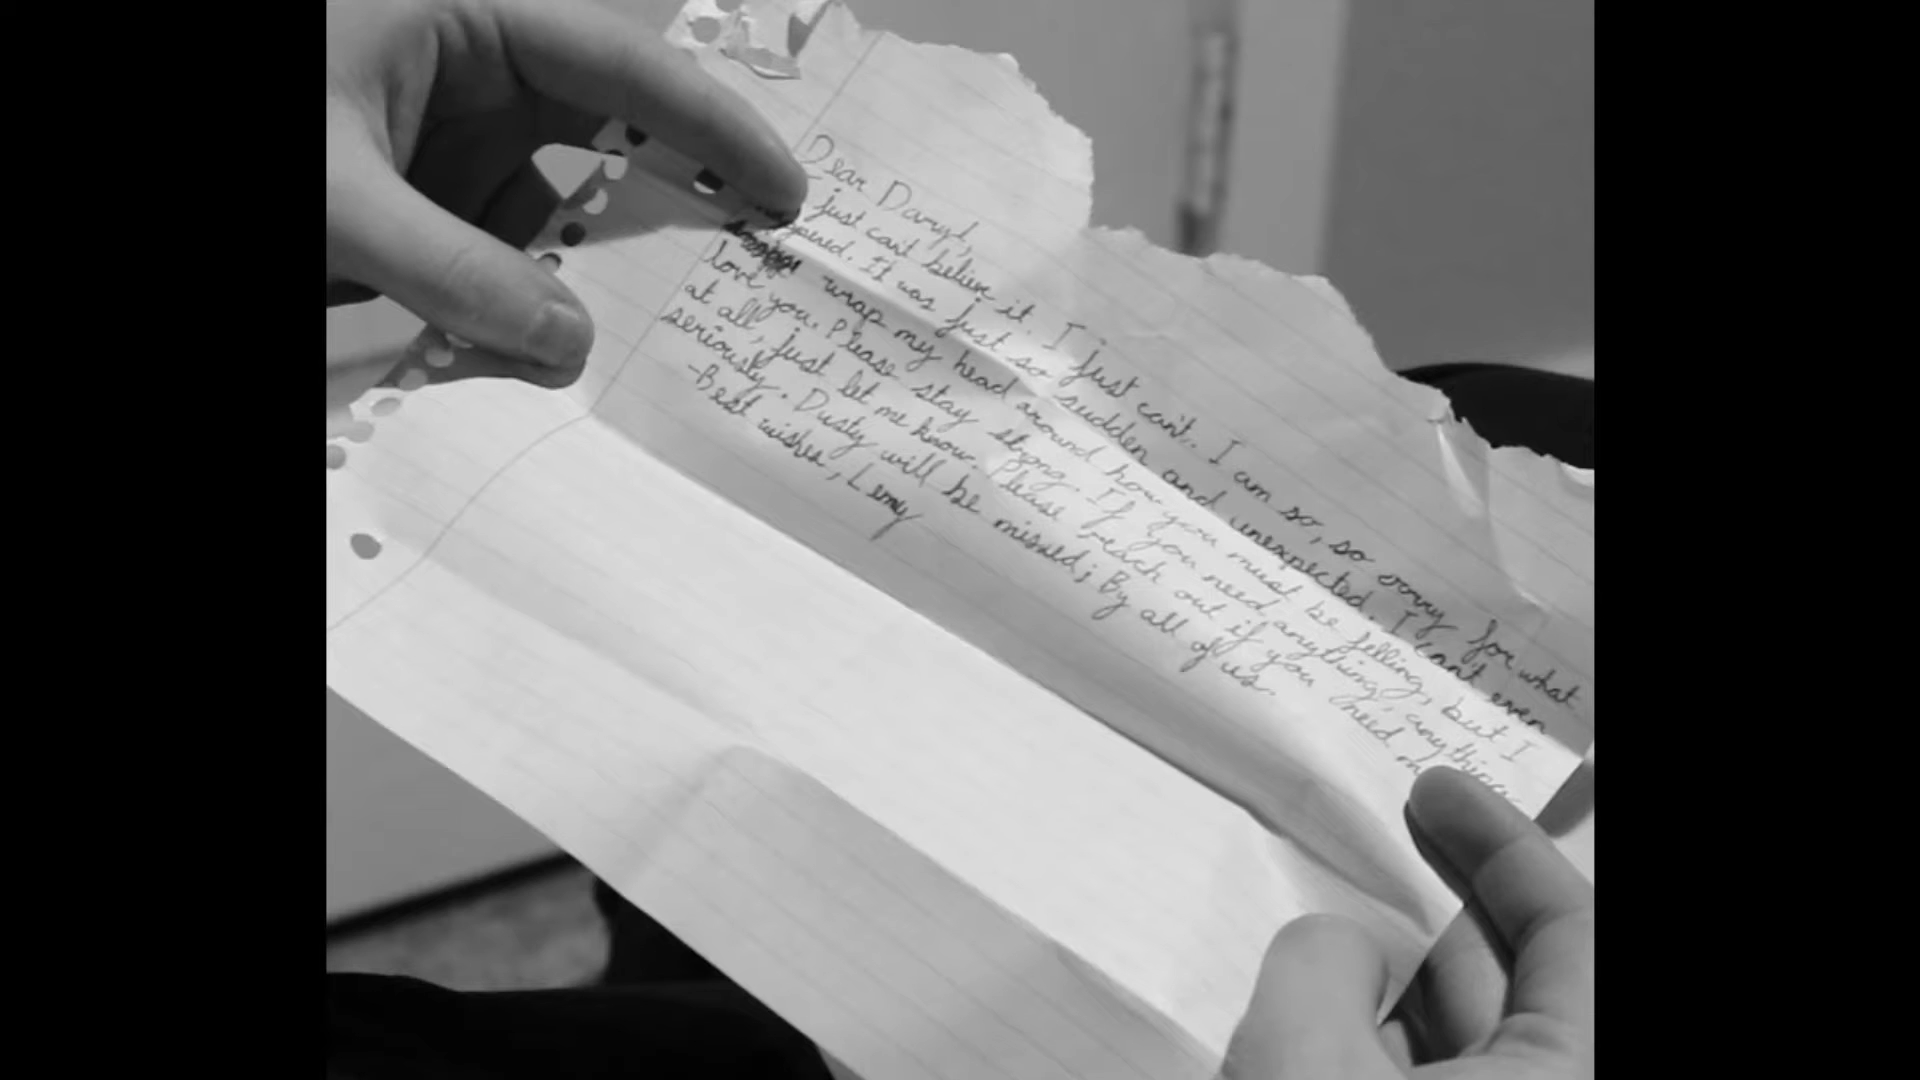 Dear Daryl,
I just can't believe it. I just can't. I am so, so sorry for what
happened. It was just so sudden and unexpected. I can't even
wrap my head around how you must be felling, but I
love you. Please stay strong. If you need anything, anything
at all, just let me know. Please reach out if you need me
seriously. Dusty will be missed; By all of us.
-Best wishes, Lemy